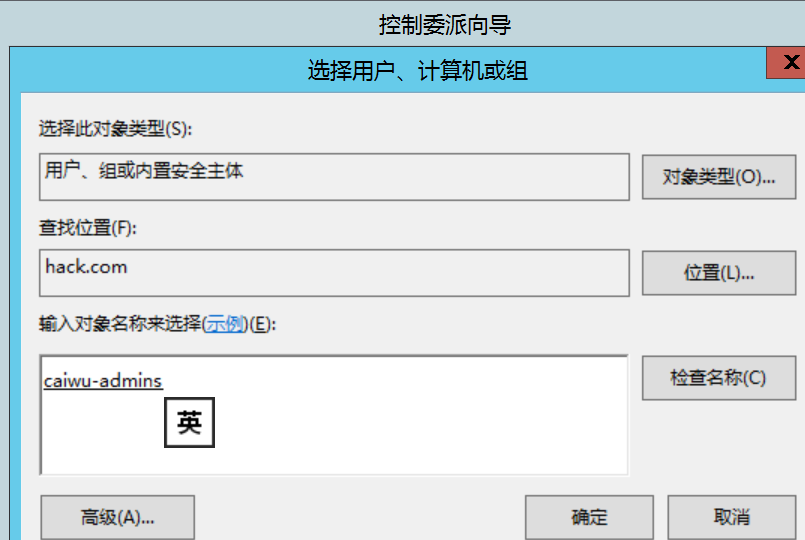 控制委派向导
选择用户、计算机或组
X
选择此对象类型(S):
用户、组或内置安全主体
对象类型(O)...
查找位置(F):
hack.com
位置(L)...
输入对象名称来选择(示例)(E):
caiwu-admins
检查名称(C)
英
高级(A)...
确定
取消